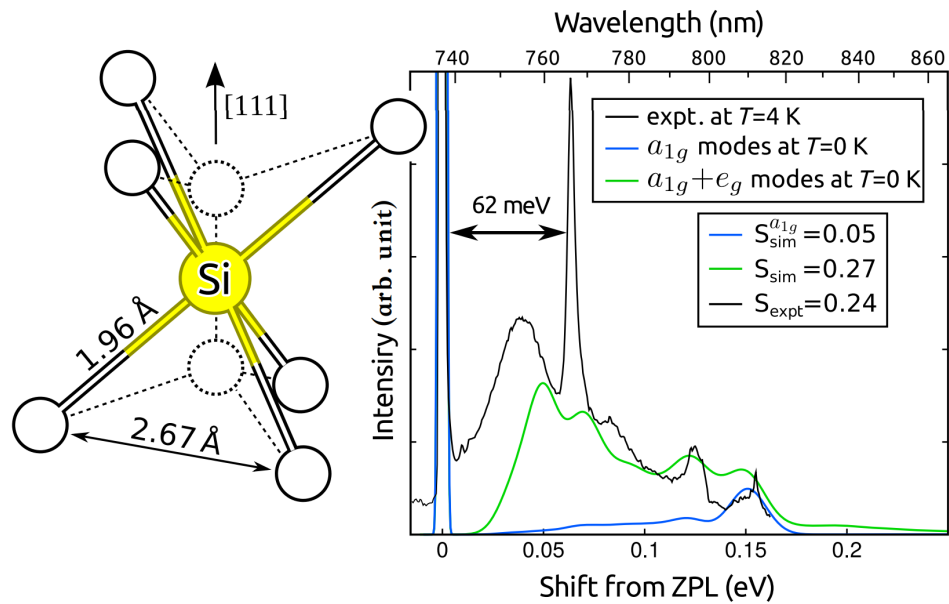 [111]
Si
1.96 Å
2.67 Å
Wavelength (nm)
740 760 780 800 820 840 860
expt. at T=4 K
a1g modes at T=0 K
a1g+eg modes at T=0 K
62 meV
S_sim^a1g=0.05
S_sim=0.27
S_expt=0.24
Intensiry (arb. unit)
0 0.05 0.1 0.15 0.2
Shift from ZPL (eV)